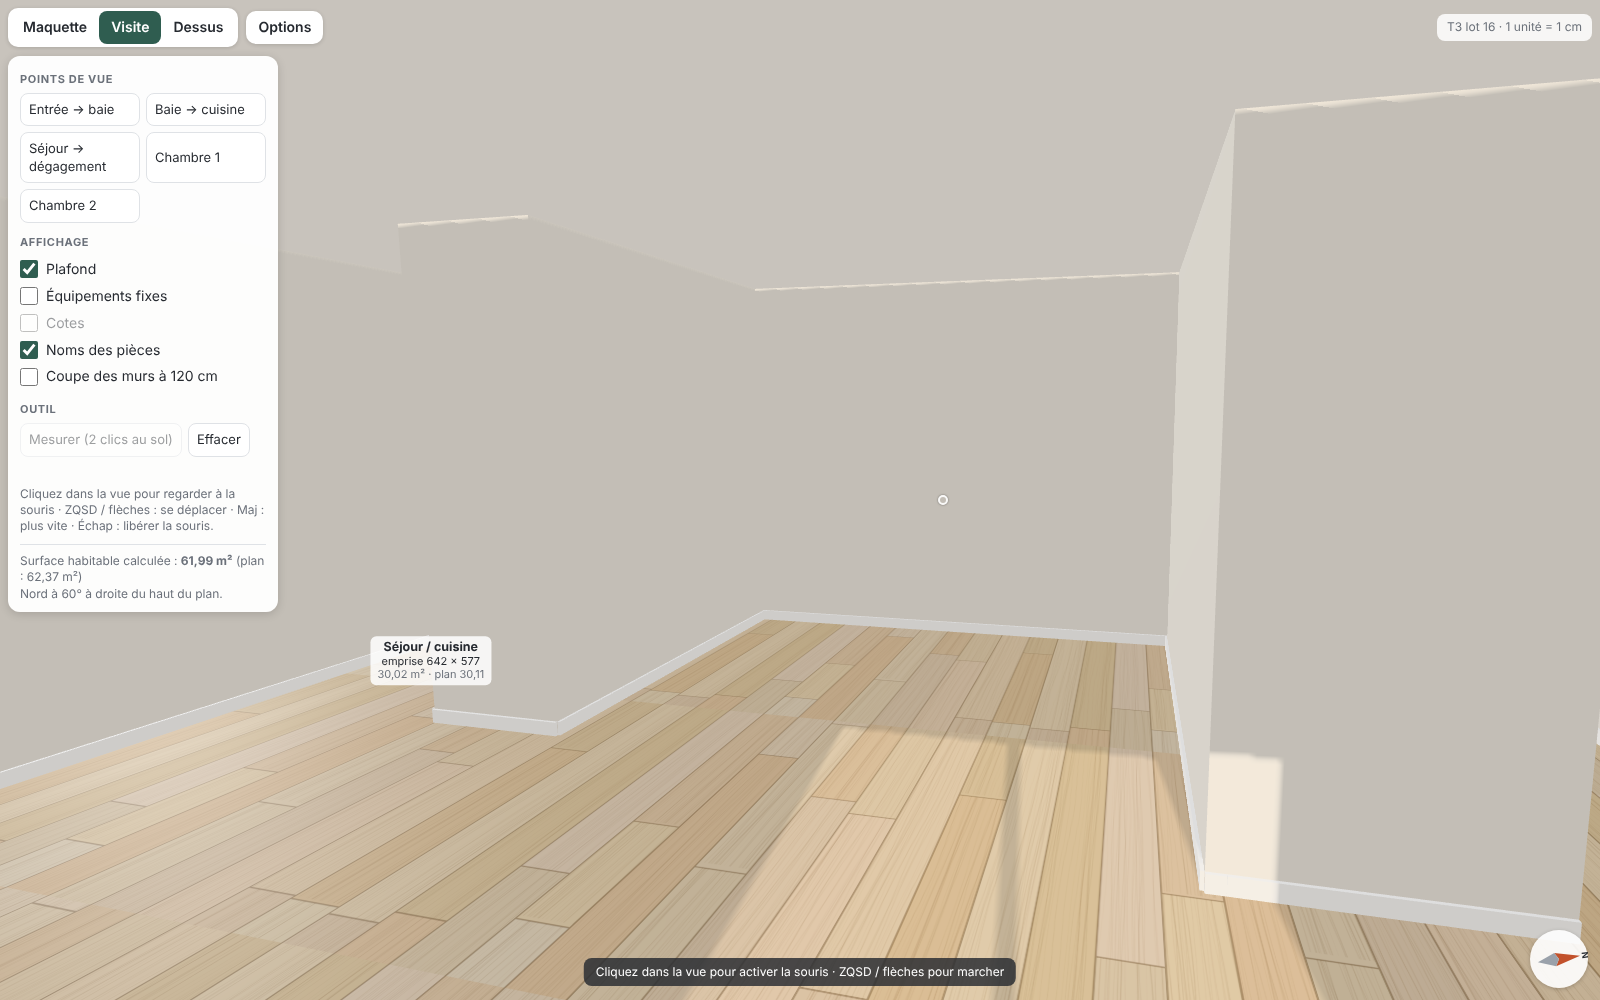 Maquette
Visite
Dessus
Options
T3 lot 16 · 1 unité = 1 cm
POINTS DE VUE
Entrée → baie
Baie → cuisine
Séjour →
dégagement
Chambre 1
Chambre 2
AFFICHAGE
Plafond
Équipements fixes
Cotes
Noms des pièces
Coupe des murs à 120 cm
OUTIL
Mesurer (2 clics au sol)
Effacer
Cliquez dans la vue pour regarder à la
souris · ZQSD / flèches : se déplacer · Maj :
plus vite · Échap : libérer la souris.
Surface habitable calculée : 61,99 m² (plan
: 62,37 m²)
Nord à 60° à droite du haut du plan.
Séjour / cuisine
emprise 642 × 577
30,02 m² · plan 30,11
Cliquez dans la vue pour activer la souris · ZQSD / flèches pour marcher
N